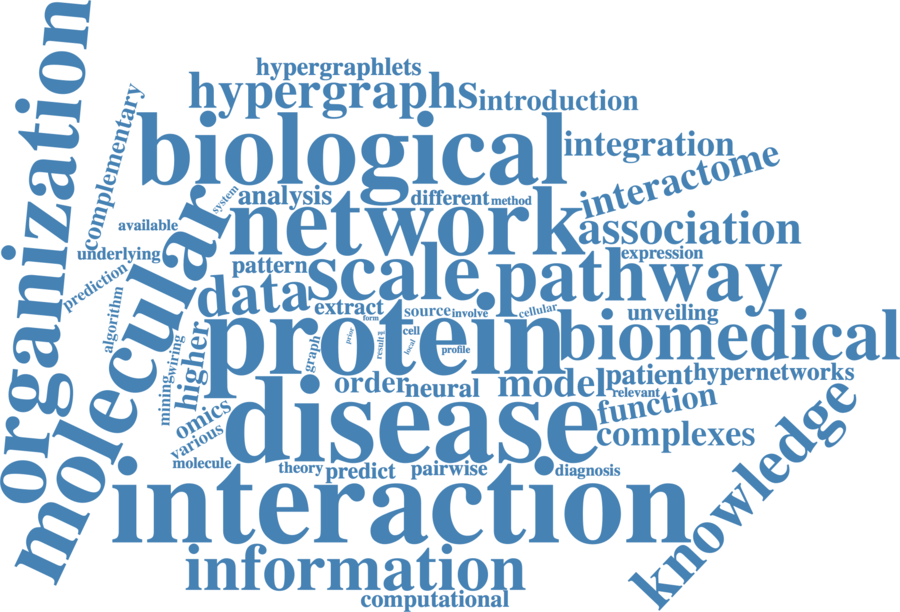 organization
complementary
hypergraphlets
hypergraphs
introduction
biological
integration
interactome
system
analysis
different
method
available
network
association
underlying
molecular
pattern
scale
pathway
expression
prediction
data
extract
source
involve
cellular
unveiling
algorithm
form
protein
cell
biomedical
higher
graph
prior
result
local
profile
mining
wiring
order
neural
model
patient
hypernetworks
relevant
omics
disease
function
various
complexes
molecule
theory
predict
pairwise
diagnosis
knowledge
interaction
information
computational